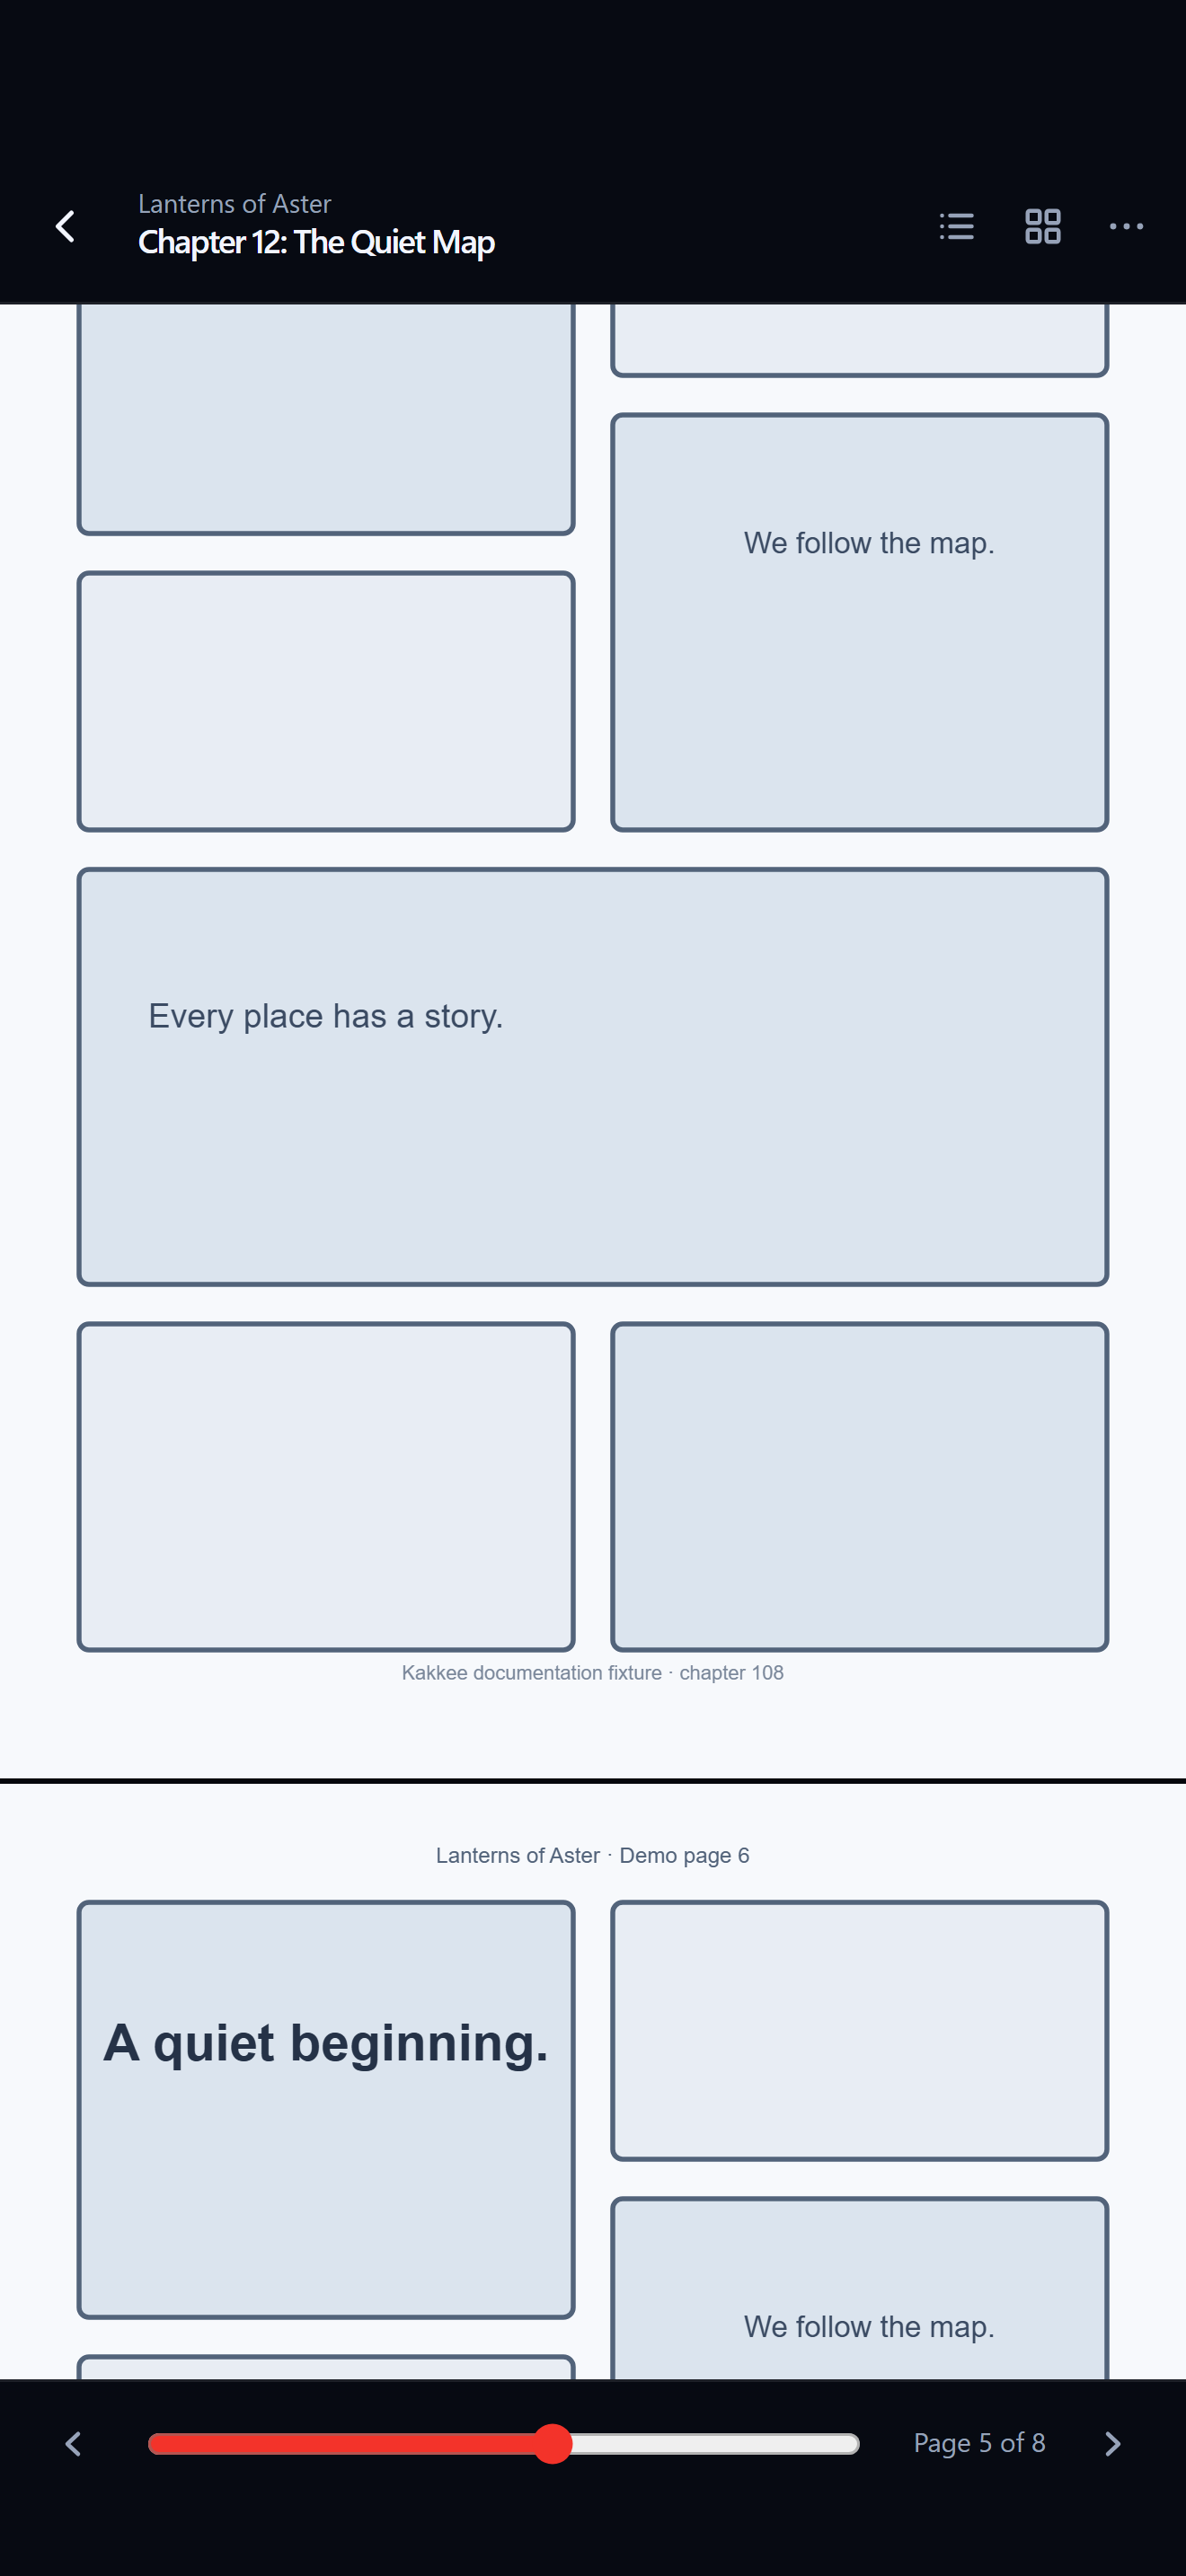 Lanterns of Aster
Chapter 12: The Quiet Map
We follow the map.
Every place has a story.
Kakkee documentation fixture · chapter 108
Lanterns of Aster · Demo page 6
A quiet beginning.
We follow the map.
Page 5 of 8